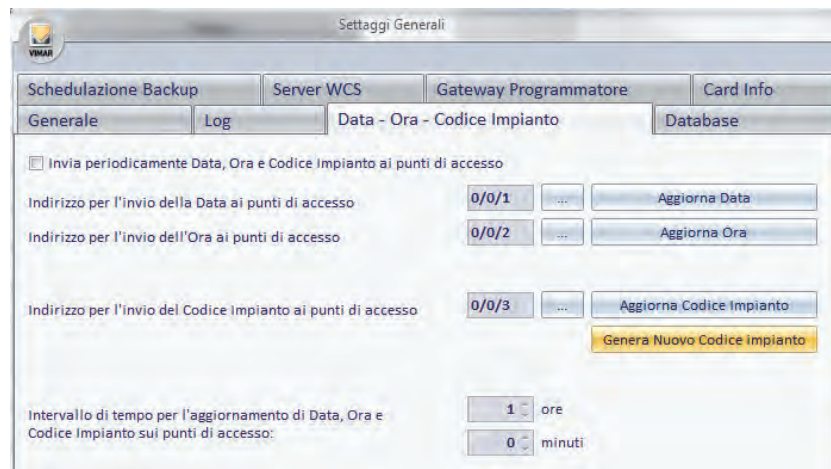 Settaggi Generali
VIMAR
Schedulazione Backup Server WCS Gateway Programmatore Card Info
Generale Log Data - Ora - Codice Impianto Database
Invia periodicamente Data, Ora e Codice Impianto ai punti di accesso
Indirizzo per l'invio della Data ai punti di accesso 0/0/1 ... Aggiorna Data
Indirizzo per l'invio dell'Ora ai punti di accesso 0/0/2 ... Aggiorna Ora
Indirizzo per l'invio del Codice Impianto ai punti di accesso 0/0/3 ... Aggiorna Codice Impianto
Genera Nuovo Codice impianto
Intervallo di tempo per l'aggiornamento di Data, Ora e 1 ore
Codice Impianto sui punti di accesso: 0 minuti